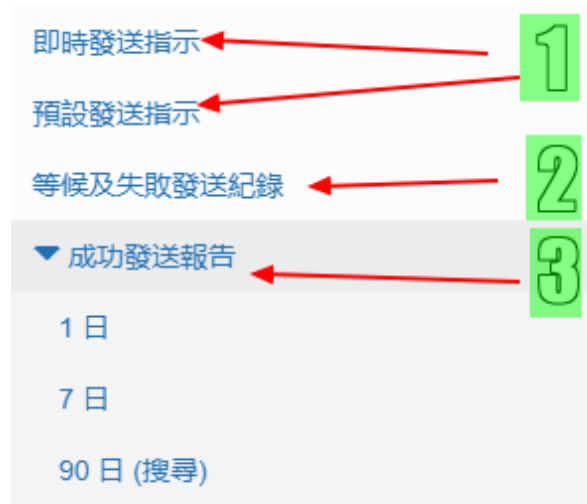 即時發送指示
1
預設發送指示
等候及失敗發送紀錄
2
成功發送報告
3
1 日
7 日
90 日 (搜尋)